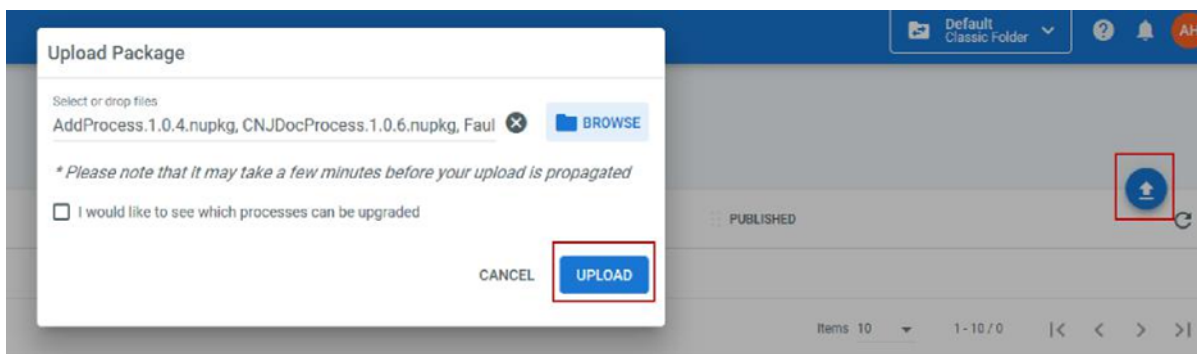 Default
Classic Folder
AH
Upload Package
Select or drop files
AddProcess.1.0.4.nupkg, CNJDocProcess.1.0.6.nupkg, Faul
BROWSE
* Please note that it may take a few minutes before your upload is propagated
I would like to see which processes can be upgraded
PUBLISHED
CANCEL
UPLOAD
Items 10
1 - 10 / 0